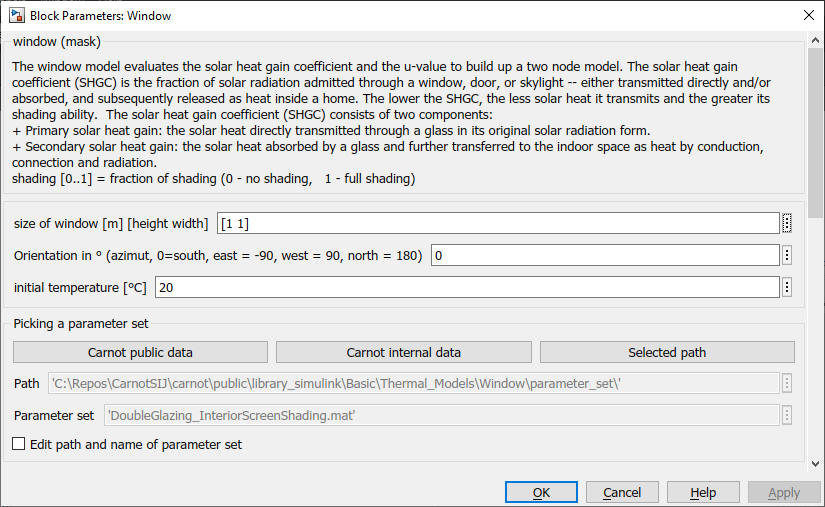 Block Parameters: Window
window (mask)
The window model evaluates the solar heat gain coefficient and the u-value to build up a two node model. The solar heat gain
coefficient (SHGC) is the fraction of solar radiation admitted through a window, door, or skylight -- either transmitted directly and/or
absorbed, and subsequently released as heat inside a home. The lower the SHGC, the less solar heat it transmits and the greater its
shading ability.  The solar heat gain coefficient (SHGC) consists of two components:
+ Primary solar heat gain: the solar heat directly transmitted through a glass in its original solar radiation form.
+ Secondary solar heat gain: the solar heat absorbed by a glass and further transferred to the indoor space as heat by conduction,
connection and radiation.
shading [0..1] = fraction of shading (0 - no shading,   1 - full shading)
size of window [m] [height width] [1 1]
Orientation in ° (azimut, 0=south, east = -90, west = 90, north = 180) 0
initial temperature [°C] 20
Picking a parameter set
Carnot public data Carnot internal data Selected path
Path 'C:\Repos\CarnotSIJ\carnot\public\library_simulink\Basic\Thermal_Models\Window\parameter_set\'
Parameter set 'DoubleGlazing_InteriorScreenShading.mat'
Edit path and name of parameter set
OK Cancel Help Apply